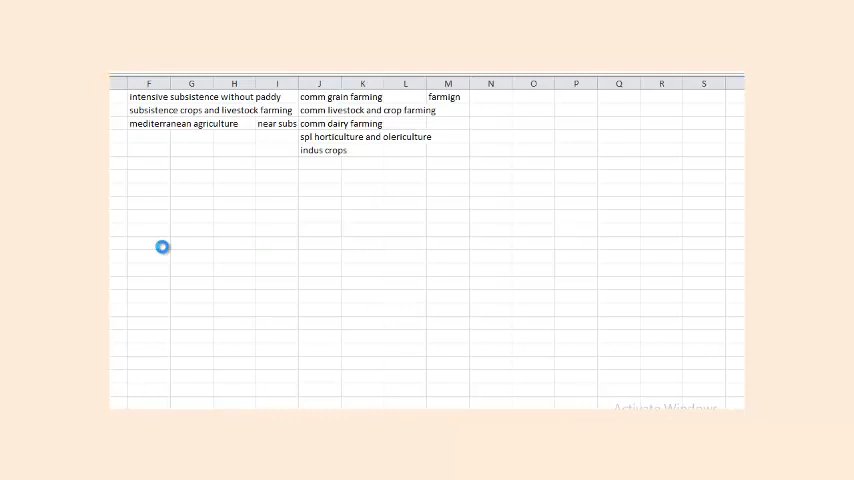 F G H I J K L M N O P Q R S
intensive subsistence without paddy comm grain farming farmign
subsistence crops and livestock farming comm livestock and crop farming
mediterranean agriculture near subs comm dairy farming
spl horticulture and olericulture
indus crops
Activate Windows